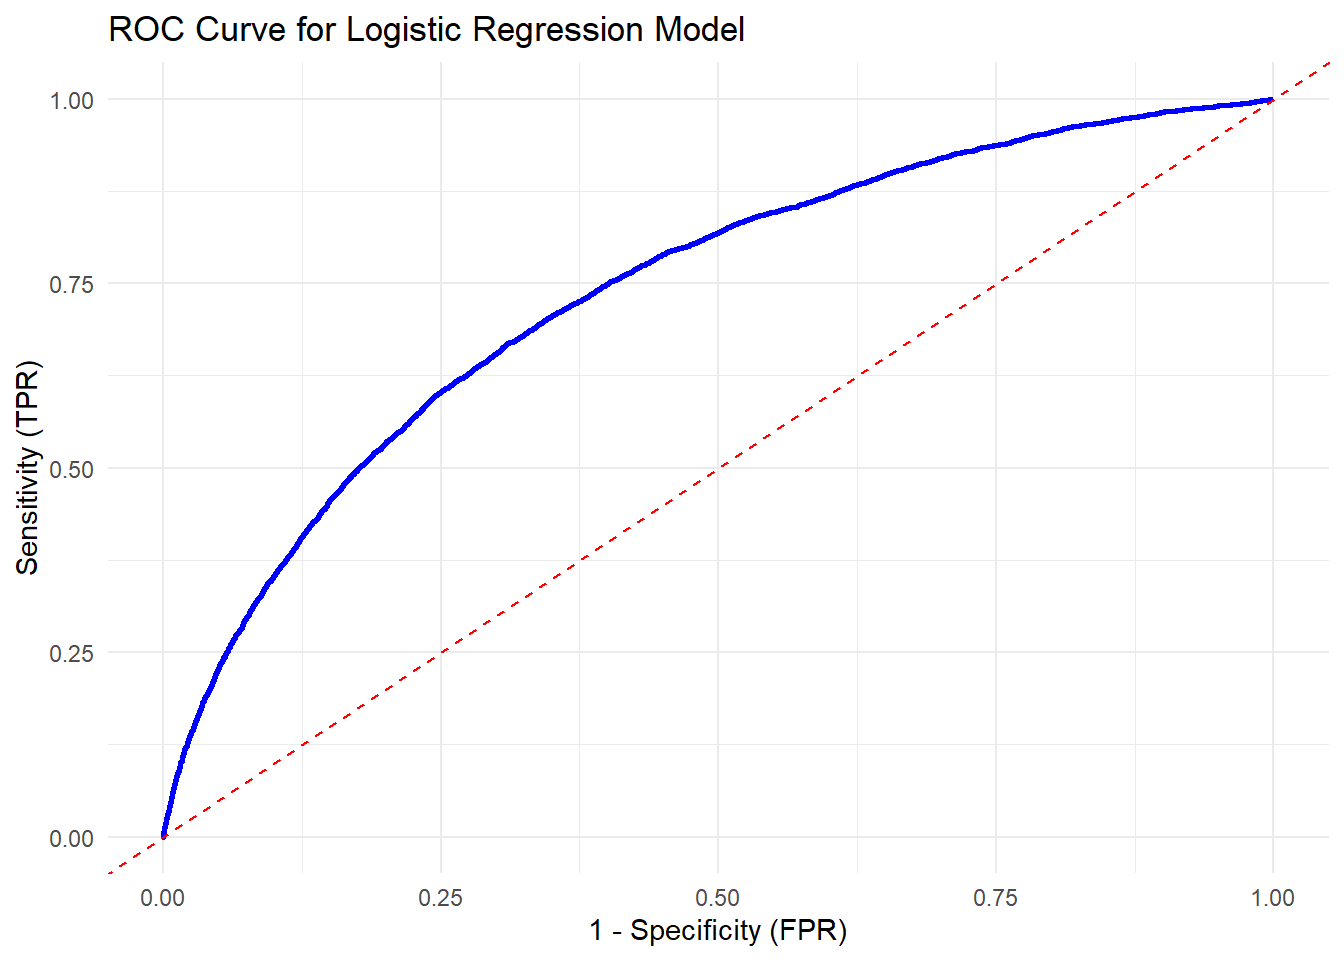 ROC Curve for Logistic Regression Model
1.00
0.75
0.50
0.25
0.00
Sensitivity (TPR)
0.00 0.25 0.50 0.75 1.00
1 - Specificity (FPR)